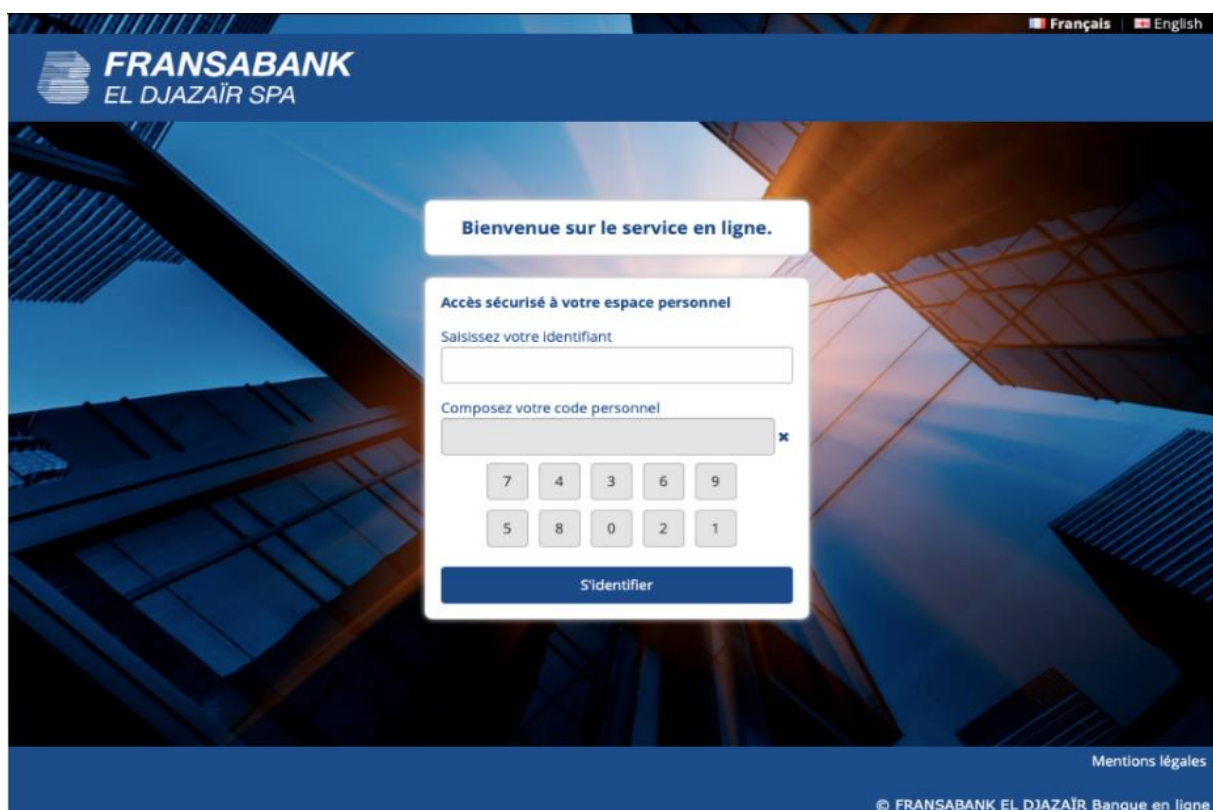 Français | English
FRANSABANK
EL DJAZAÏR SPA
Bienvenue sur le service en ligne.
Accès sécurisé à votre espace personnel
Saisissez votre identifiant
Composez votre code personnel
7 4 3 6 9
5 8 0 2 1
S'identifier
Mentions légales
© FRANSABANK EL DJAZAÏR Banque en ligne